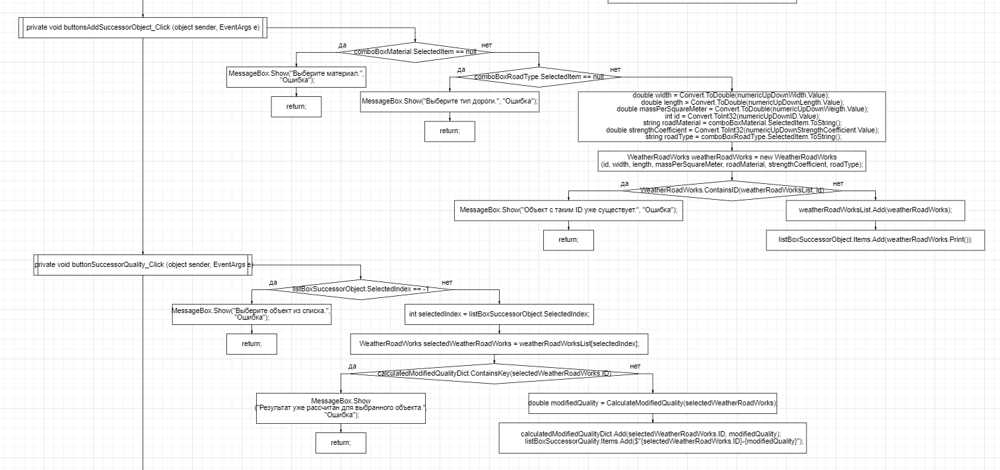 private void buttonsAddSuccessorObject_Click (object sender, EventArgs e)
да
нет
comboBoxMaterial.SelectedItem == null
MessageBox.Show("Выберите материал.",
"Ошибка");
return;
да
нет
comboBoxRoadType.SelectedItem == null
MessageBox.Show("Выберите тип дороги.", "Ошибка");
return;
double width = Convert.ToDouble(numericUpDownWidth.Value);
double length = Convert.ToDouble(numericUpDownLength.Value);
double massPerSquareMeter = Convert.ToDouble(numericUpDownWeigth.Value);
int id = Convert.ToInt32(numericUpDownID.Value);
string roadMaterial = comboBoxMaterial.SelectedItem.ToString();
double strengthCoefficient = Convert.ToInt32(numericUpDownStrengthCoefficient.Value);
string roadType = comboBoxRoadType.SelectedItem.ToString();
WeatherRoadWorks weatherRoadWorks = new WeatherRoadWorks
(id, width, length, massPerSquareMeter, roadMaterial, strengthCoefficient, roadType);
да
нет
WeatherRoadWorks.ContainsID(weatherRoadWorksList, id)
MessageBox.Show("Объект с таким ID уже существует.", "Ошибка");
return;
weatherRoadWorksList.Add(weatherRoadWorks);
listBoxSuccessorObject.Items.Add(weatherRoadWorks.Print());
private void buttonSuccessorQuality_Click (object sender, EventArgs e)
да
нет
listBoxSuccessorObject.SelectedIndex == -1
MessageBox.Show("Выберите объект из списка.",
"Ошибка");
return;
int selectedIndex = listBoxSuccessorObject.SelectedIndex;
WeatherRoadWorks selectedWeatherRoadWorks = weatherRoadWorksList[selectedIndex];
да
нет
calculatedModifiedQualityDict.ContainsKey(selectedWeatherRoadWorks.ID)
MessageBox.Show
("Результат уже рассчитан для выбранного объекта.",
"Ошибка");
return;
double modifiedQuality = CalculateModifiedQuality(selectedWeatherRoadWorks);
calculatedModifiedQualityDict.Add(selectedWeatherRoadWorks.ID, modifiedQuality);
listBoxSuccessorQuality.Items.Add($"{selectedWeatherRoadWorks.ID}-{modifiedQuality}");